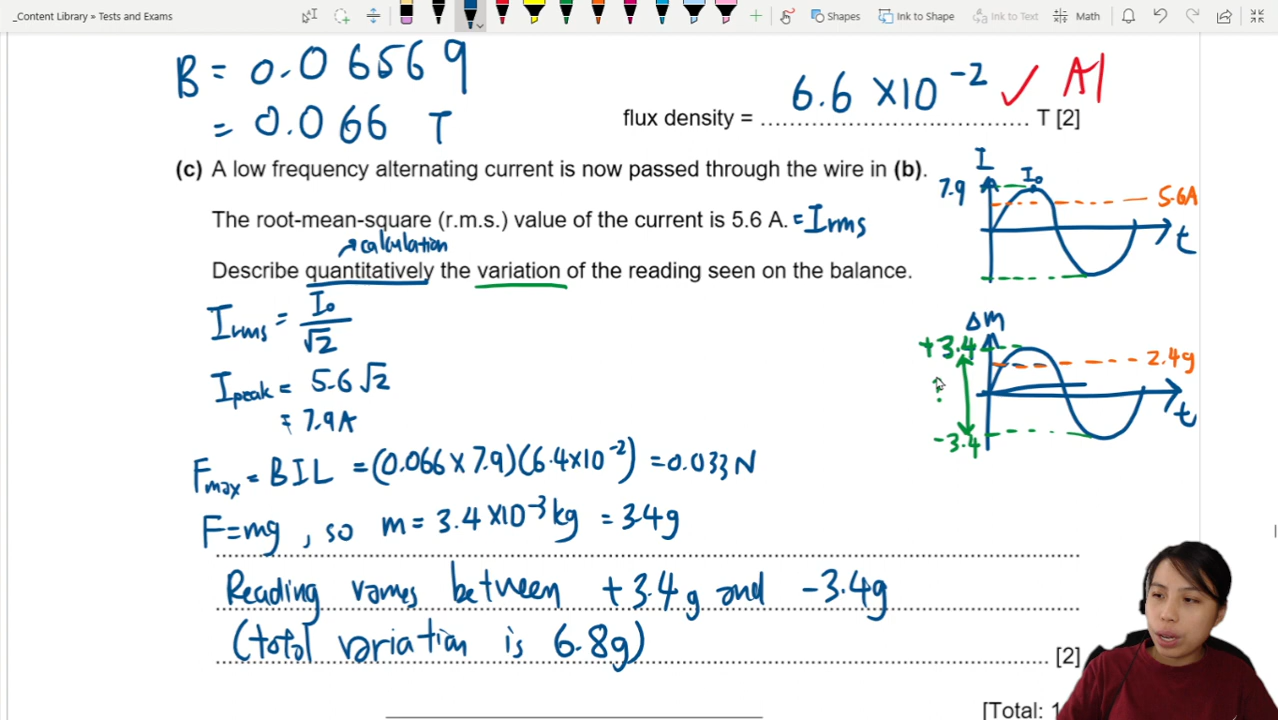 _Content Library » Tests and Exams
Shapes
Ink to Shape
Ink to Text
Math
B = 0.06569
= 0.066 T
6.6 ×10⁻² ✓ A1
flux density = ........................................ T [2]
(c) A low frequency alternating current is now passed through the wire in (b).
The root-mean-square (r.m.s.) value of the current is 5.6 A. = Irms
↗ calculation
Describe quantitatively the variation of the reading seen on the balance.
Irms = I₀/√2
Ipeak = 5.6√2
= 7.9A
Fmax = BIL = (0.066 × 7.9)(6.4×10⁻²) = 0.033 N
F=mg, so m = 3.4 ×10⁻³ kg = 3.4g
Reading varies between +3.4g and -3.4g
(total variation is 6.8g)
[2]
[Total: 1
I
7.9
I₀
5.6A
t
Δm
+3.4
2.4g
?
-3.4
t